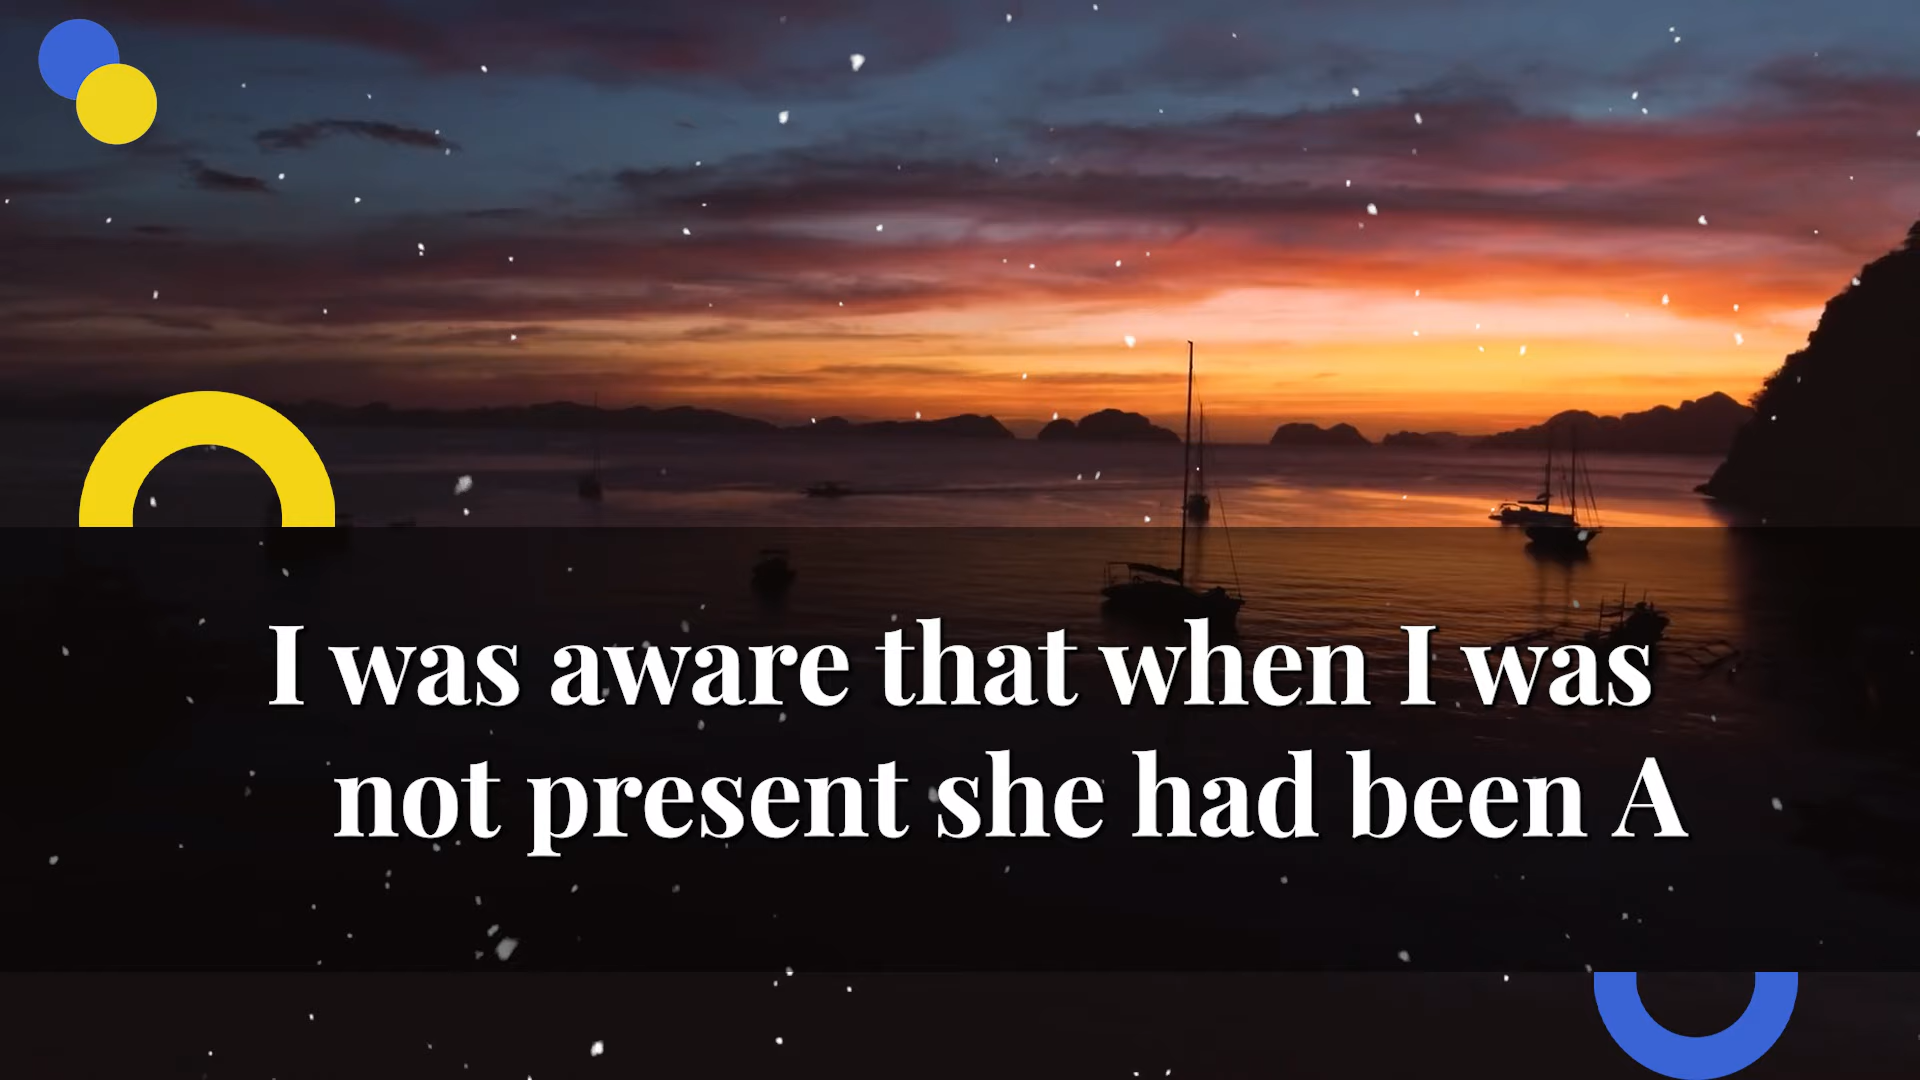 I was aware that when I was
not present she had been A